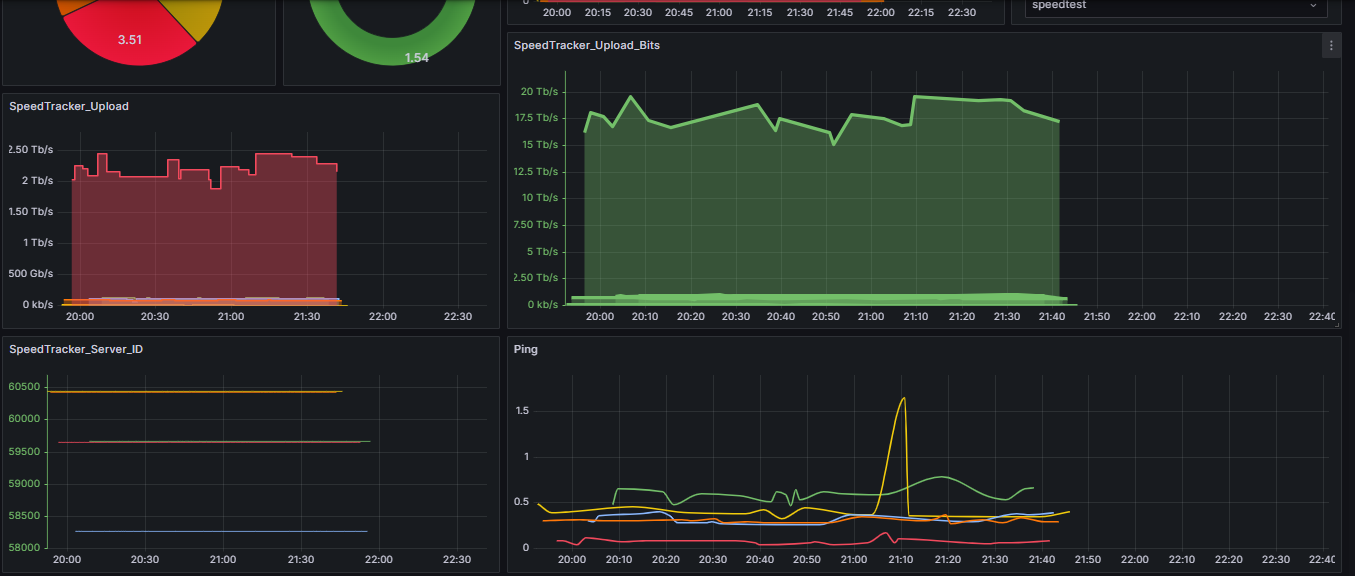 0
20:00 20:15 20:30 20:45 21:00 21:15 21:30 21:45 22:00 22:15 22:30
speedtest
3.51
1.54
SpeedTracker_Upload_Bits
20 Tb/s
17.5 Tb/s
15 Tb/s
12.5 Tb/s
10 Tb/s
7.50 Tb/s
5 Tb/s
2.50 Tb/s
0 kb/s
20:00 20:10 20:20 20:30 20:40 20:50 21:00 21:10 21:20 21:30 21:40 21:50 22:00 22:10 22:20 22:30 22:40
SpeedTracker_Upload
2.50 Tb/s
2 Tb/s
1.50 Tb/s
1 Tb/s
500 Gb/s
0 kb/s
20:00 20:30 21:00 21:30 22:00 22:30
SpeedTracker_Server_ID
60500
60000
59500
59000
58500
58000
20:00 20:30 21:00 21:30 22:00 22:30
Ping
1.5
1
0.5
0
20:00 20:10 20:20 20:30 20:40 20:50 21:00 21:10 21:20 21:30 21:40 21:50 22:00 22:10 22:20 22:30 22:40